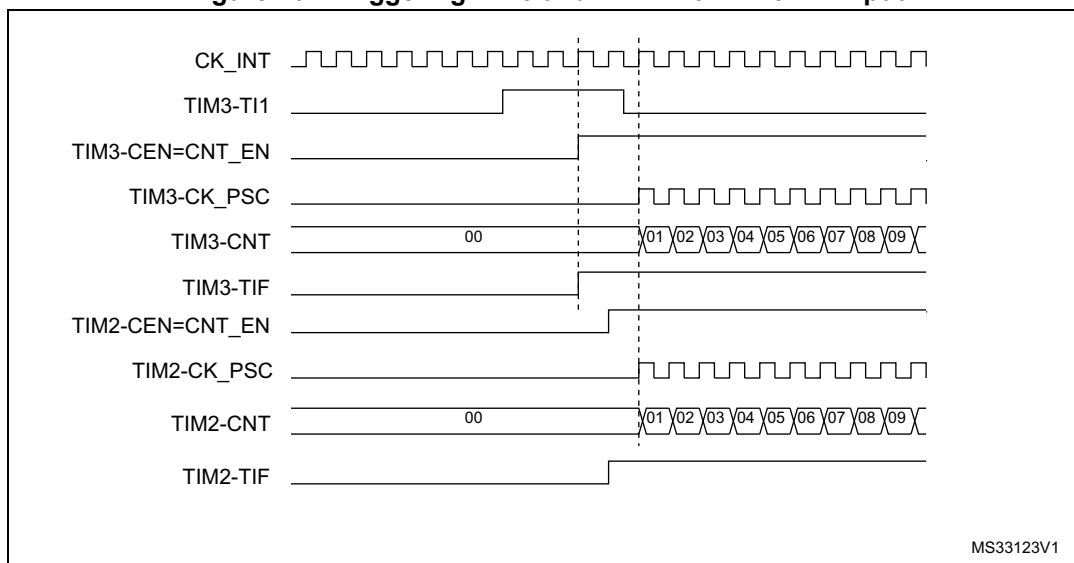 CK_INT
TIM3-TI1
TIM3-CEN=CNT_EN
TIM3-CK_PSC
TIM3-CNT 00 01 02 03 04 05 06 07 08 09
TIM3-TIF
TIM2-CEN=CNT_EN
TIM2-CK_PSC
TIM2-CNT 00 01 02 03 04 05 06 07 08 09
TIM2-TIF
MS33123V1